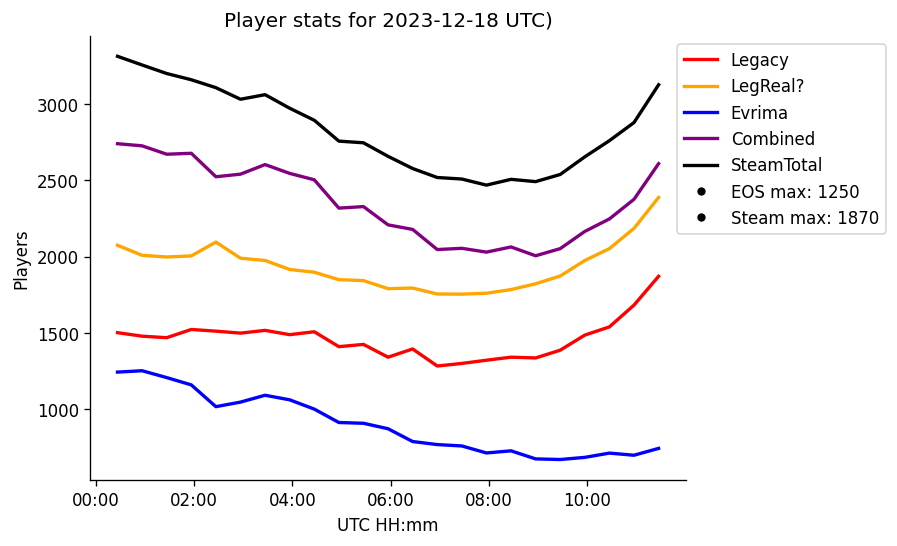 Player stats for 2023-12-18 UTC)
Legacy
LegReal?
Evrima
Combined
SteamTotal
EOS max: 1250
Steam max: 1870
Players
3000
2500
2000
1500
1000
00:00 02:00 04:00 06:00 08:00 10:00
UTC HH:mm